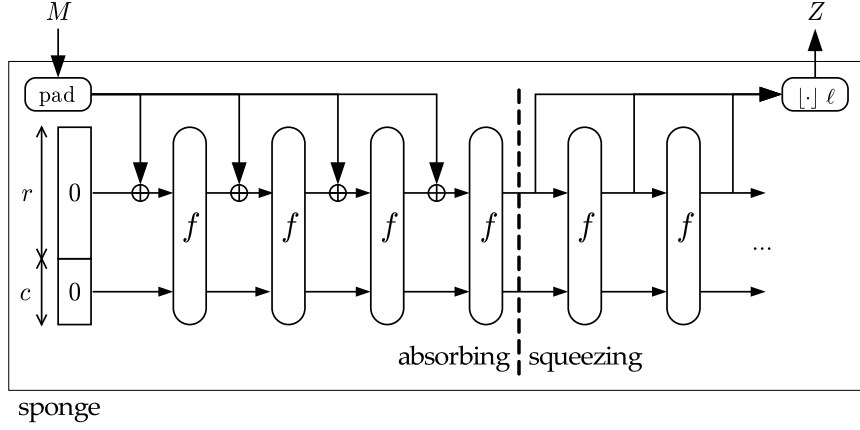 M Z
pad ⌊·⌋ ℓ
r 0 f f f f f f
...
c 0
absorbing squeezing
sponge